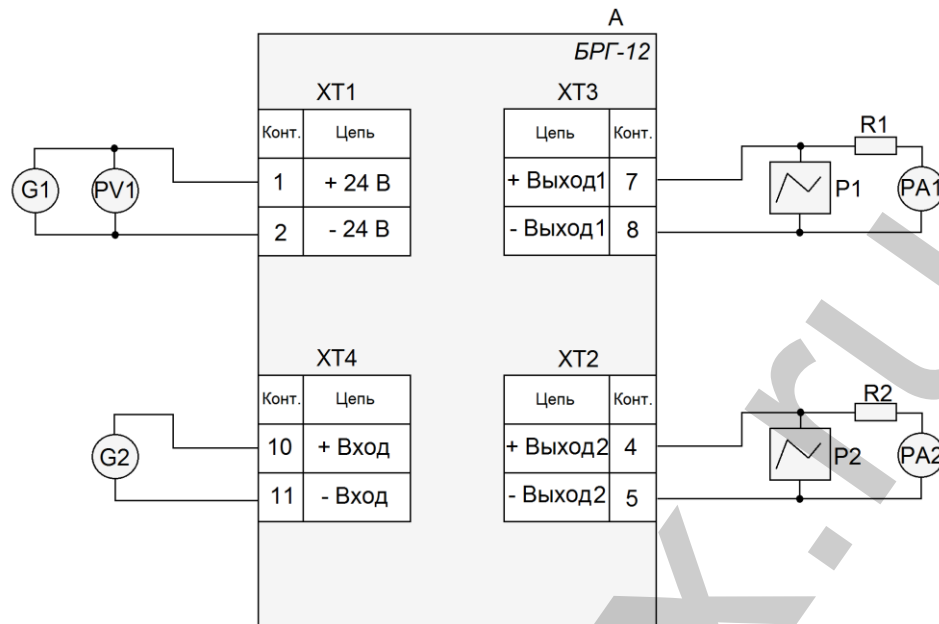 А
БРГ-12
XT1
Конт. Цепь
1 + 24 В
2 - 24 В
G1
PV1
XT3
Цепь Конт.
+ Выход1 7
- Выход1 8
R1
P1
PA1
XT4
Конт. Цепь
10 + Вход
11 - Вход
G2
XT2
Цепь Конт.
+ Выход2 4
- Выход2 5
R2
P2
PA2
x.ru